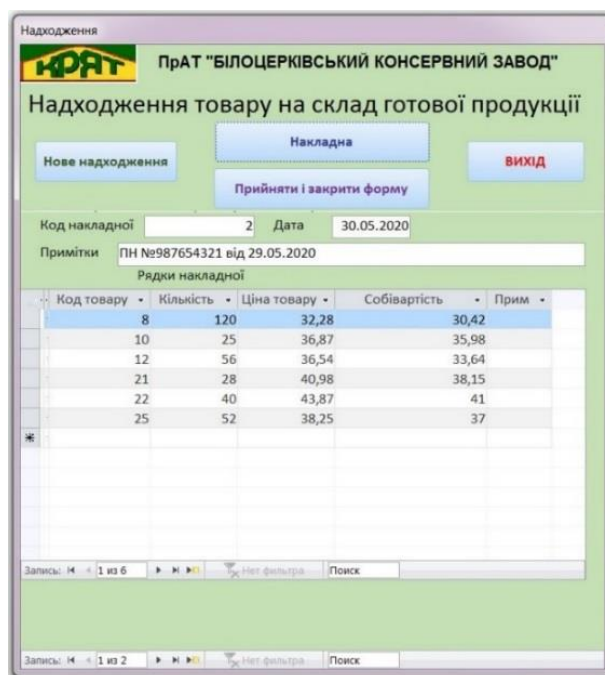 Надходження
КРЯТ ПрАТ "БІЛОЦЕРКІВСЬКИЙ КОНСЕРВНИЙ ЗАВОД"
Надходження товару на склад готової продукції
Нове надходження Накладна ВИХІД
Прийняти і закрити форму
Код накладної 2 Дата 30.05.2020
Примітки ПН №987654321 від 29.05.2020
Рядки накладної
Код товару Кількість Ціна товару Собівартість Прим
8 120 32,28 30,42
10 25 36,87 35,98
12 56 36,54 33,64
21 28 40,98 38,15
22 40 43,87 41
25 52 38,25 37
Запись: 1 из 6 Нет фильтра Поиск
Запись: 1 из 2 Нет фильтра Поиск